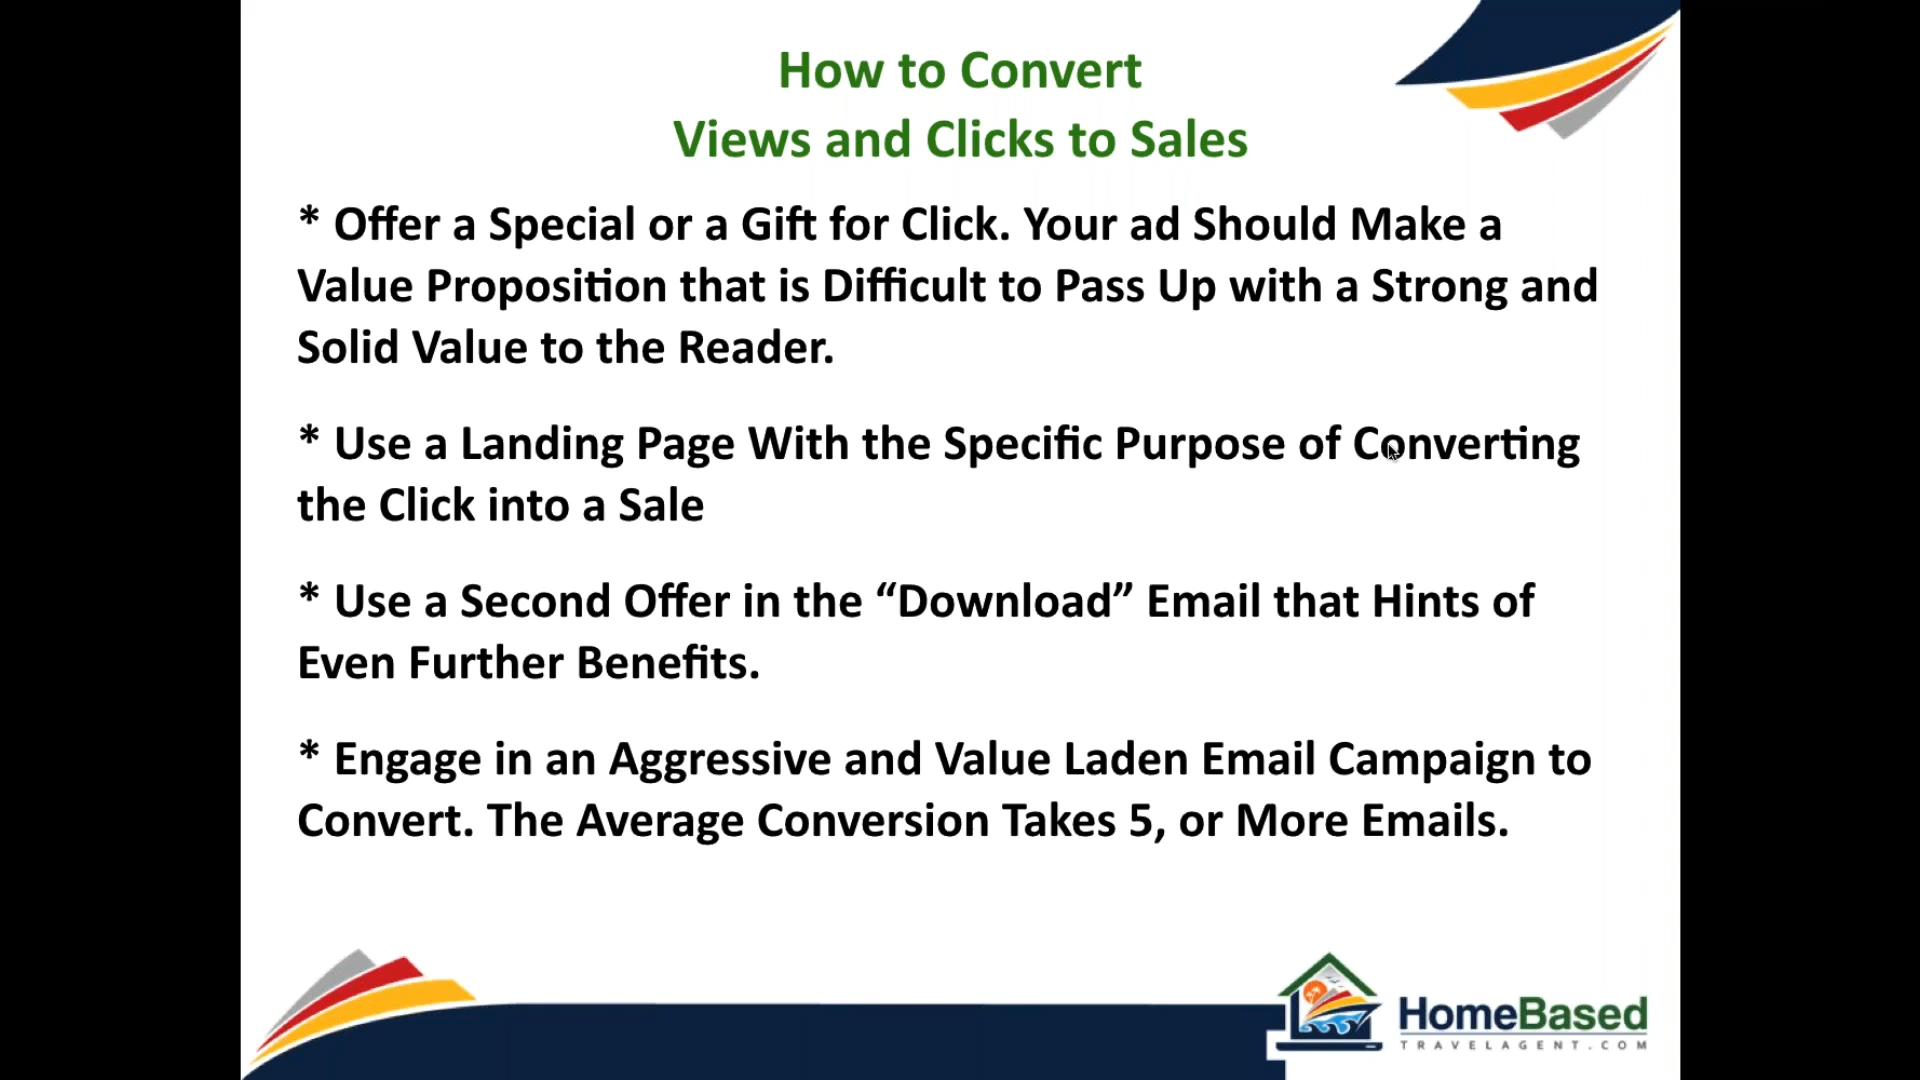 How to Convert
Views and Clicks to Sales
* Offer a Special or a Gift for Click. Your ad Should Make a
Value Proposition that is Difficult to Pass Up with a Strong and
Solid Value to the Reader.
* Use a Landing Page With the Specific Purpose of Converting
the Click into a Sale
* Use a Second Offer in the “Download” Email that Hints of
Even Further Benefits.
* Engage in an Aggressive and Value Laden Email Campaign to
Convert. The Average Conversion Takes 5, or More Emails.
HomeBased
TRAVELAGENT.COM